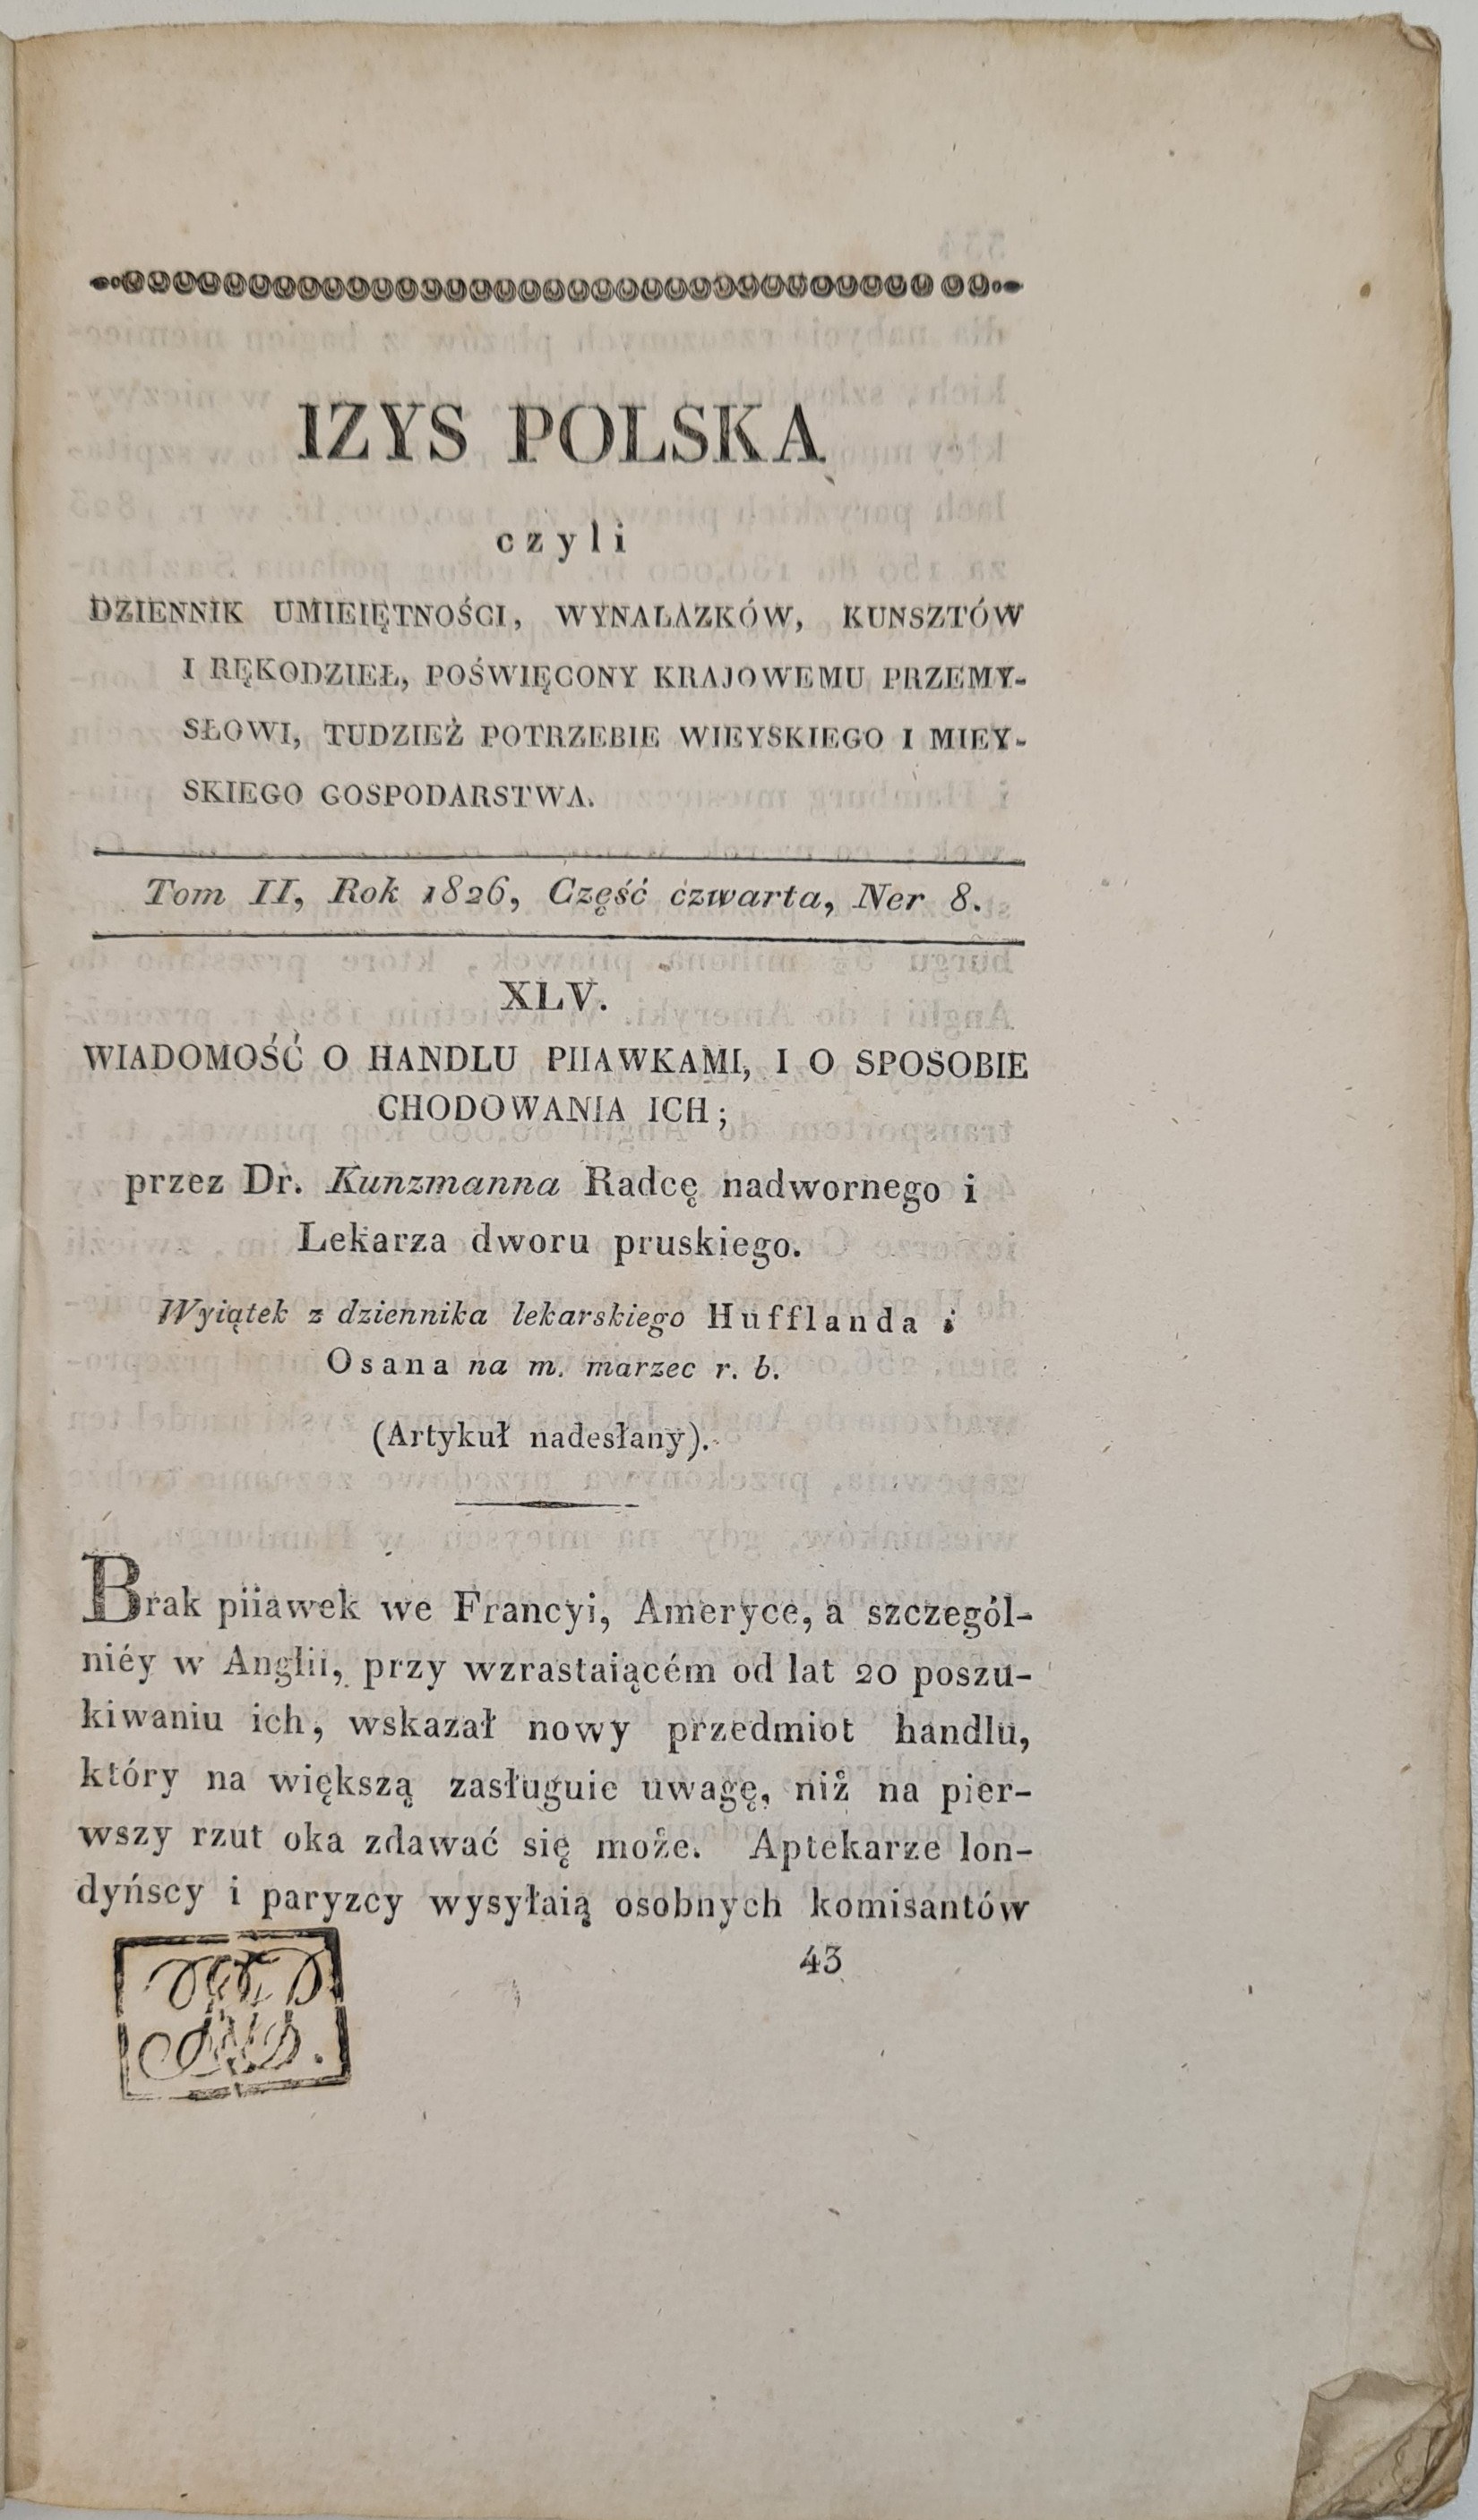 IZYS POLSKA
czyli
DZIENNIK UMIEIĘTNOŚCI, WYNALAZKÓW, KUNSZTÓW
I RĘKODZIEŁ, POŚWIĘCONY KRAJOWEMU PRZEMY-
SŁOWI, TUDZIEŻ POTRZEBIE WIEYSKIEGO I MIEY-
SKIEGO GOSPODARSTWA.
Tom II, Rok 1826, Część czwarta, Ner 8.
XLV.
WIADOMOŚĆ O HANDLU PIIAWKAMI, I O SPOSOBIE
CHODOWANIA ICH;
przez Dr. Kunzmanna Radcę nadwornego i
Lekarza dworu pruskiego.
Wyiątek z dziennika lekarskiego Hufflanda i
Osana na m. marzec r. b.
(Artykuł nadesłany).
Brak piiawek we Francyi, Ameryce, a szczegól-
niéy w Anglii, przy wzrastaiącém od lat 20 poszu-
kiwaniu ich, wskazał nowy przedmiot handlu,
który na większą zasługuie uwagę, niż na pier-
wszy rzut oka zdawać się może. Aptekarze lon-
dyńscy i paryzcy wysyłaią osobnych komisantów
43